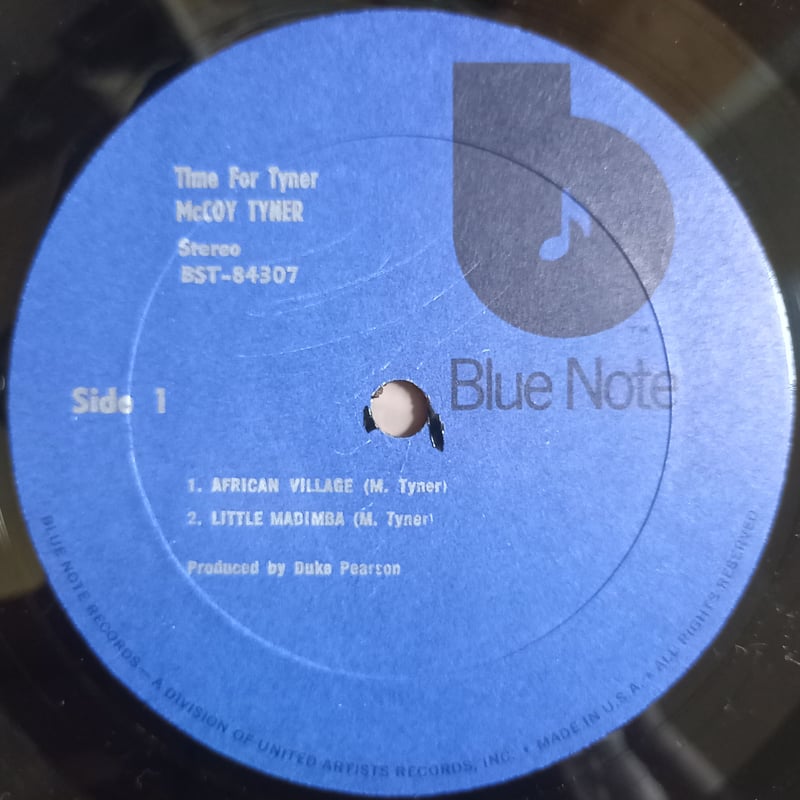 Time For Tyner
McCOY TYNER
Stereo
BST-84307
TM
Blue Note
Side 1
1. AFRICAN VILLAGE (M. Tyner)
2. LITTLE MADIMBA (M. Tyner)
Produced by Duke Pearson
BLUE NOTE RECORDS — A DIVISION OF UNITED ARTISTS RECORDS, INC. • MADE IN U.S.A. • ALL RIGHTS RESERVED